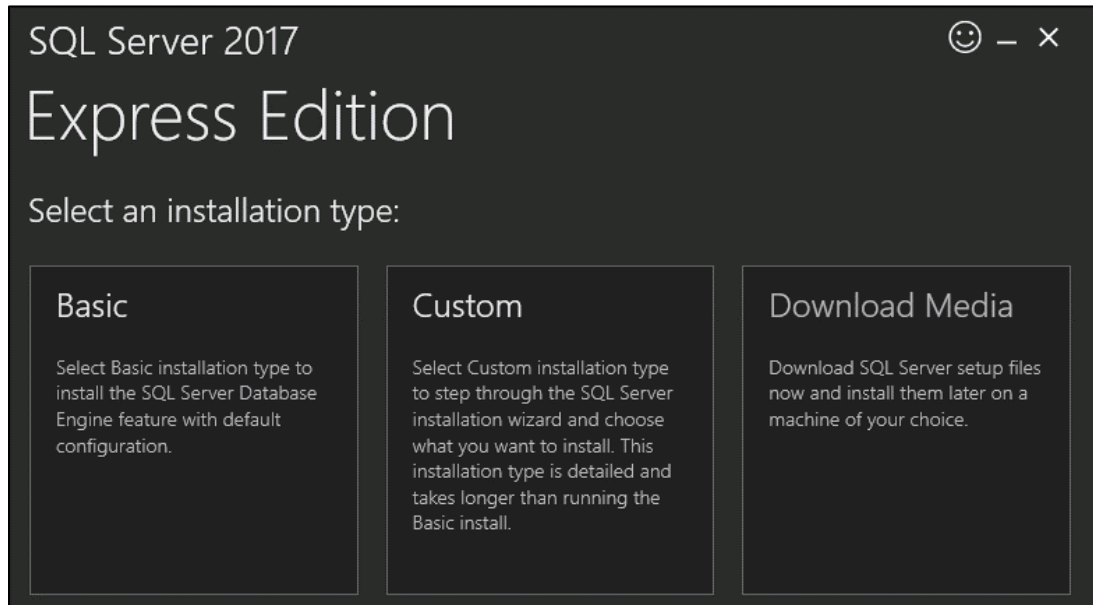 SQL Server 2017
Express Edition
Select an installation type:
Basic
Select Basic installation type to
install the SQL Server Database
Engine feature with default
configuration.
Custom
Select Custom installation type
to step through the SQL Server
installation wizard and choose
what you want to install. This
installation type is detailed and
takes longer than running the
Basic install.
Download Media
Download SQL Server setup files
now and install them later on a
machine of your choice.